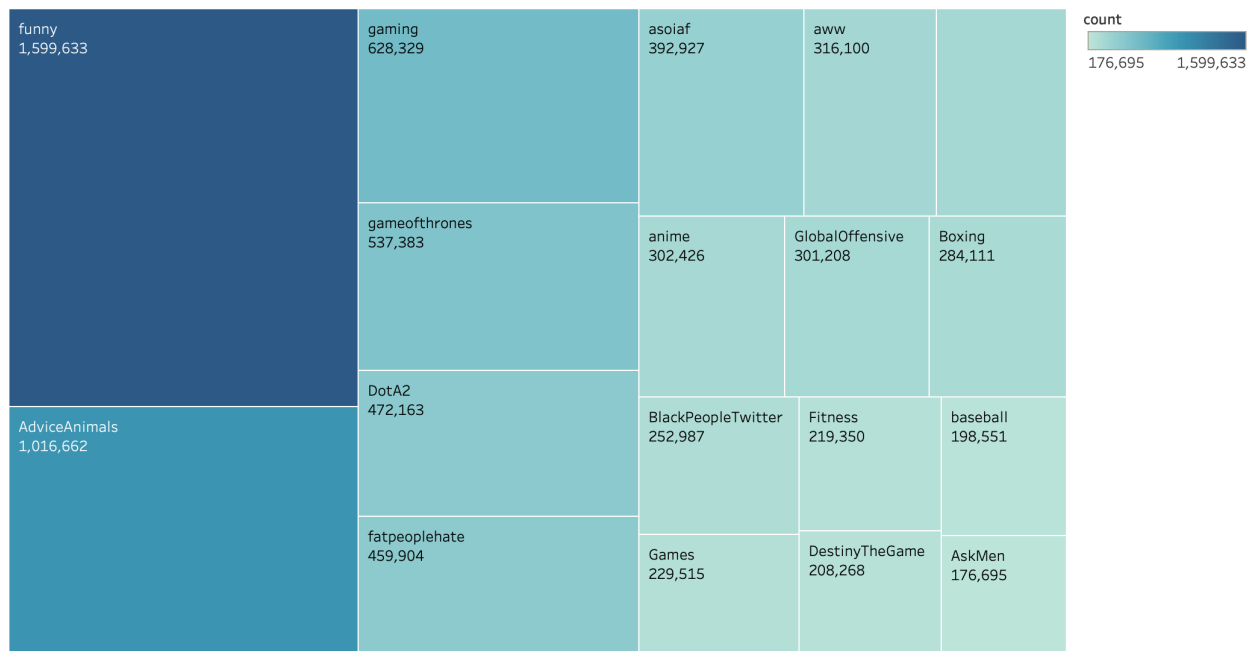 funny
1,599,633
AdviceAnimals
1,016,662
gaming
628,329
gameofthrones
537,383
DotA2
472,163
fatpeoplehate
459,904
asoiaf
392,927
aww
316,100
anime
302,426
GlobalOffensive
301,208
Boxing
284,111
BlackPeopleTwitter
252,987
Games
229,515
Fitness
219,350
DestinyTheGame
208,268
baseball
198,551
AskMen
176,695
count
176,695 1,599,633